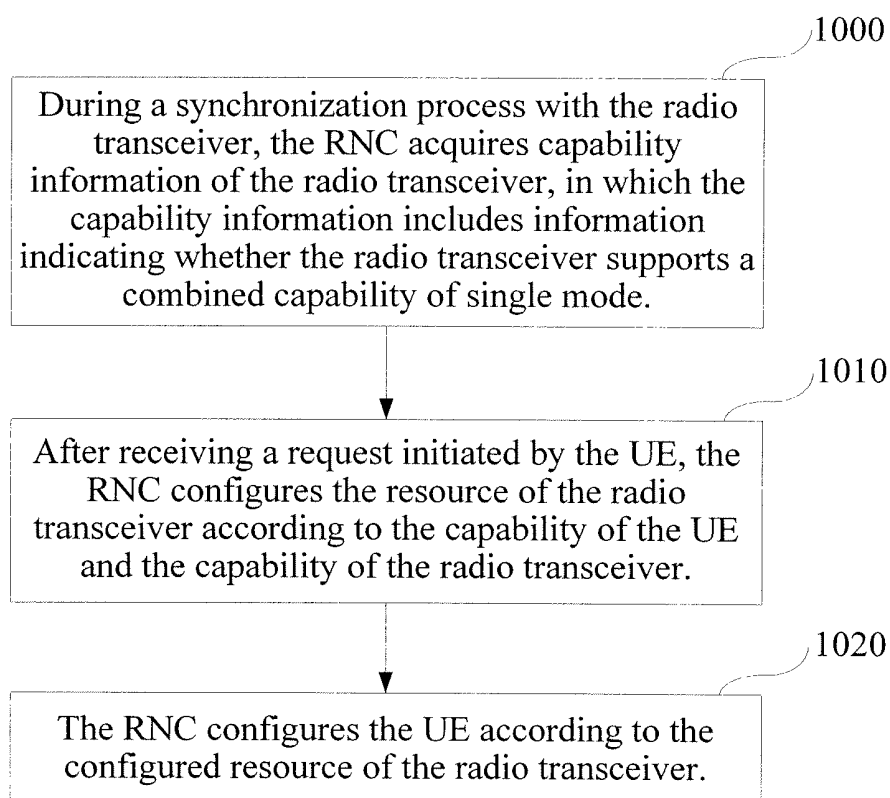 1000
During a synchronization process with the radio
transceiver, the RNC acquires capability
information of the radio transceiver, in which the
capability information includes information
indicating whether the radio transceiver supports a
combined capability of single mode.
1010
After receiving a request initiated by the UE, the
RNC configures the resource of the radio
transceiver according to the capability of the UE
and the capability of the radio transceiver.
1020
The RNC configures the UE according to the
configured resource of the radio transceiver.